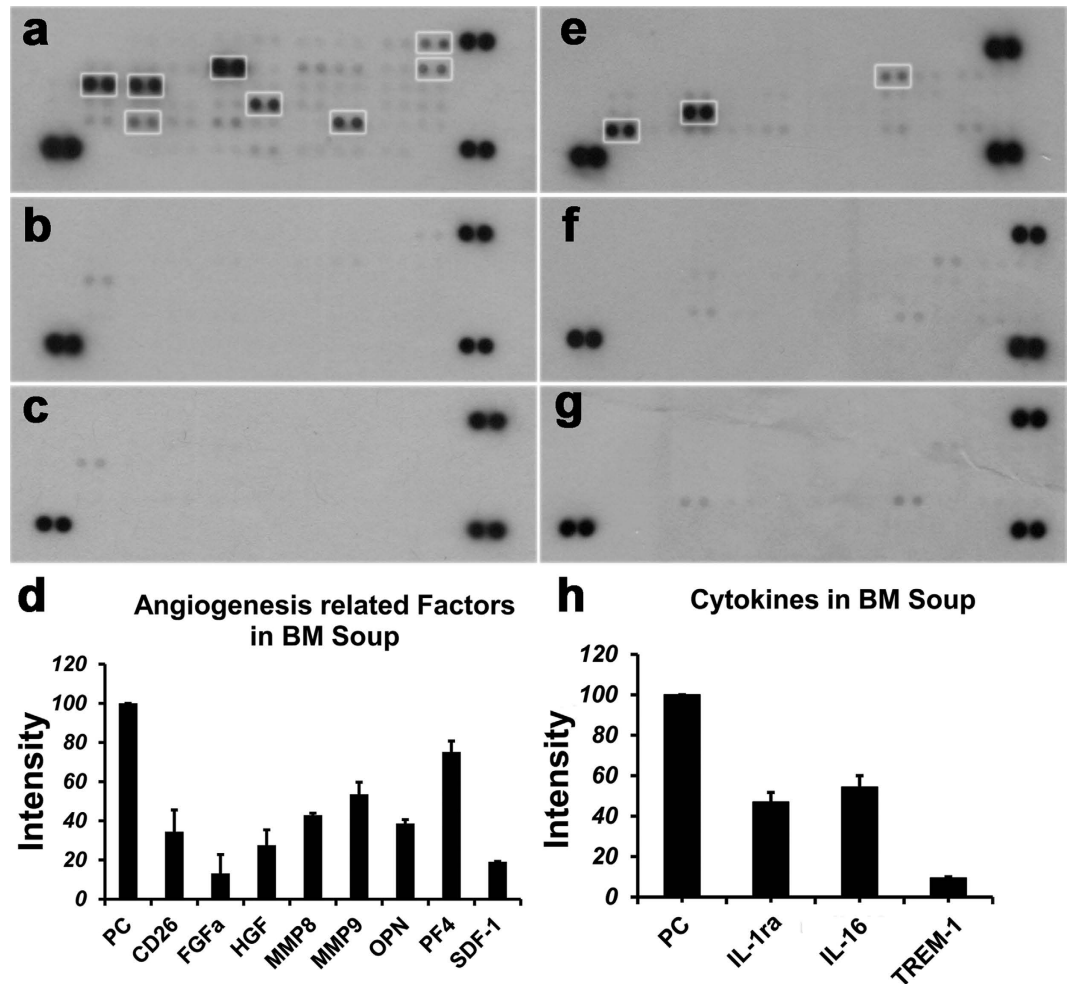 a
e
b
f
c
g
d
Angiogenesis related Factors
in BM Soup
Intensity
120
100
80
60
40
20
0
PC
CD26
FGFa
HGF
MMP8
MMP9
OPN
PF4
SDF-1
h
Cytokines in BM Soup
Intensity
120
100
80
60
40
20
0
PC
IL-1ra
IL-16
TREM-1